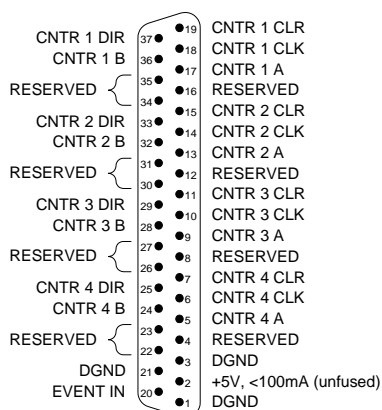 19 CNTR 1 CLR
CNTR 1 DIR 37
18 CNTR 1 CLK
CNTR 1 B 36
17 CNTR 1 A
35
RESERVED
16 RESERVED
34
15 CNTR 2 CLR
CNTR 2 DIR 33
14 CNTR 2 CLK
CNTR 2 B 32
13 CNTR 2 A
31
RESERVED
12 RESERVED
30
11 CNTR 3 CLR
CNTR 3 DIR 29
10 CNTR 3 CLK
CNTR 3 B 28
9 CNTR 3 A
27
RESERVED
8 RESERVED
26
7 CNTR 4 CLR
CNTR 4 DIR 25
6 CNTR 4 CLK
CNTR 4 B 24
5 CNTR 4 A
23
RESERVED
4 RESERVED
22
3 DGND
DGND 21
2 +5V, <100mA (unfused)
EVENT IN 20
1 DGND